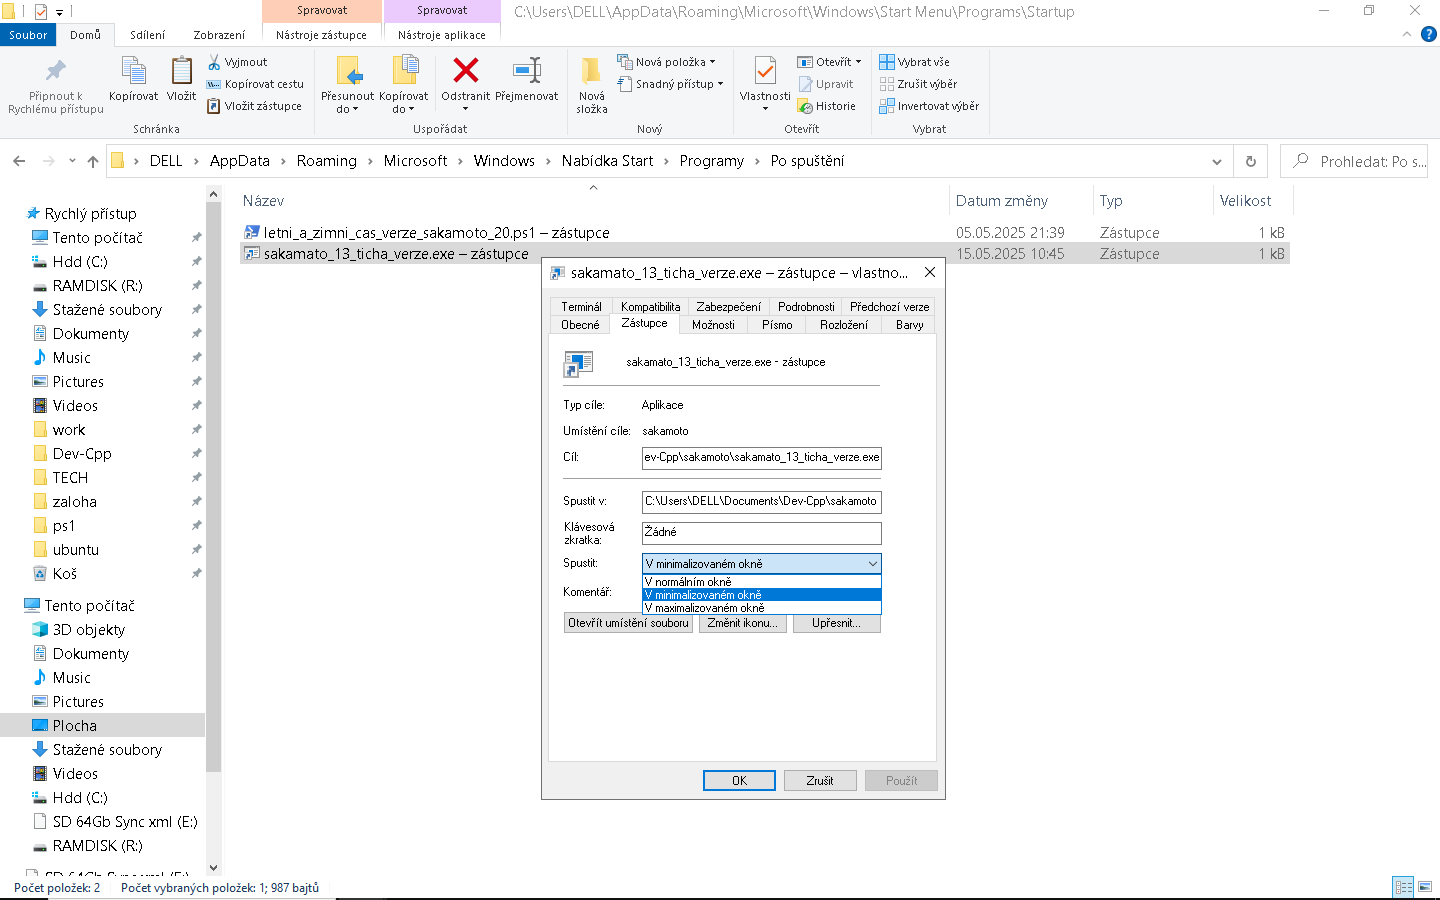 Spravovat
Spravovat
C:\Users\DELL\AppData\Roaming\Microsoft\Windows\Start Menu\Programs\Startup
Soubor
Domů
Sdílení
Zobrazení
Nástroje zástupce
Nástroje aplikace
?
Připnout k
Rychlému přístupu
Kopírovat
Vložit
Vyjmout
Kopírovat cestu
Vložit zástupce
Schránka
Přesunout
do
Kopírovat
do
Odstranit
Přejmenovat
Uspořádat
Nová
složka
Nová položka
Snadný přístup
Nový
Vlastnosti
Otevřít
Upravit
Historie
Otevřít
Vybrat vše
Zrušit výběr
Invertovat výběr
Vybrat
DELL › AppData › Roaming › Microsoft › Windows › Nabídka Start › Programy › Po spuštění
Prohledat: Po s...
Rychlý přístup
Tento počítač
Hdd (C:)
RAMDISK (R:)
Stažené soubory
Dokumenty
Music
Pictures
Videos
work
Dev-Cpp
TECH
zaloha
ps1
ubuntu
Koš
Tento počítač
3D objekty
Dokumenty
Music
Pictures
Plocha
Stažené soubory
Videos
Hdd (C:)
SD 64Gb Sync xml (E:)
RAMDISK (R:)
SD 64Gb Sync xml (E:)
Název
Datum změny
Typ
Velikost
letni_a_zimni_cas_verze_sakamoto_20.ps1 – zástupce
05.05.2025 21:39
Zástupce
1 kB
sakamato_13_ticha_verze.exe – zástupce
15.05.2025 10:45
Zástupce
1 kB
sakamato_13_ticha_verze.exe – zástupce – vlastno...
Terminál
Kompatibilita
Zabezpečení
Podrobnosti
Předchozí verze
Obecné
Zástupce
Možnosti
Písmo
Rozložení
Barvy
sakamato_13_ticha_verze.exe - zástupce
Typ cíle:
Aplikace
Umístění cíle:
sakamoto
Cíl:
ev-Cpp\sakamoto\sakamato_13_ticha_verze.exe
Spustit v:
C:\Users\DELL\Documents\Dev-Cpp\sakamoto
Klávesová
zkratka:
Žádné
Spustit:
V minimalizovaném okně
V normálním okně
V minimalizovaném okně
V maximalizovaném okně
Komentář:
Otevřít umístění souboru
Změnit ikonu...
Upřesnit...
OK
Zrušit
Použít
Počet položek: 2
Počet vybraných položek: 1; 987 bajtů